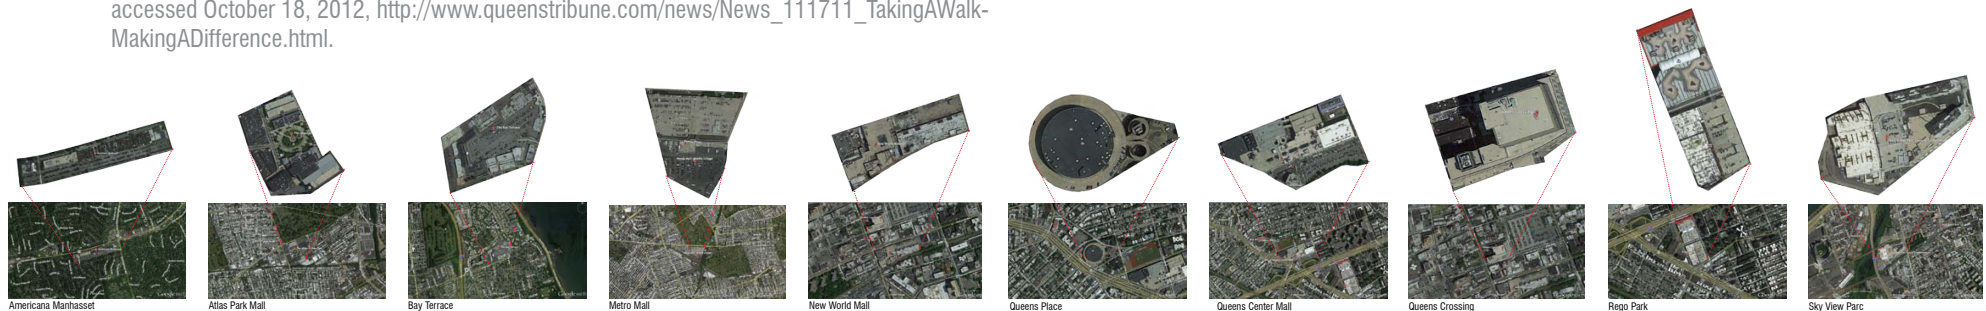 accessed October 18, 2012, http://www.queenstribune.com/news/News_111711_TakingAWalk-
MakingADifference.html.
Americana Manhasset
Atlas Park Mall
Bay Terrace
Metro Mall
New World Mall
Queens Place
Queens Center Mall
Queens Crossing
Rego Park
Sky View Parc